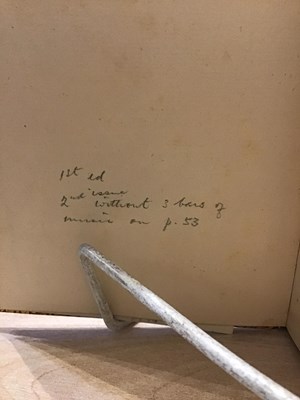 1st ed
2nd issue without 3 bars of
music on p. 53